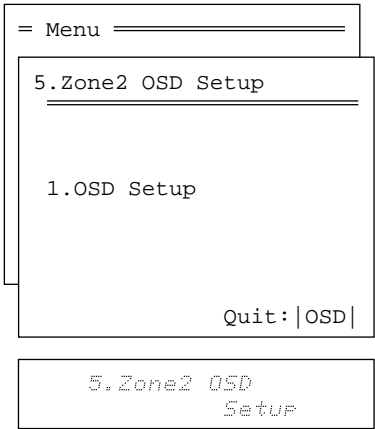 = Menu
5.Zone2 OSD Setup
1.OSD Setup
Quit:|OSD|
5.Zone2 OSD
Setup